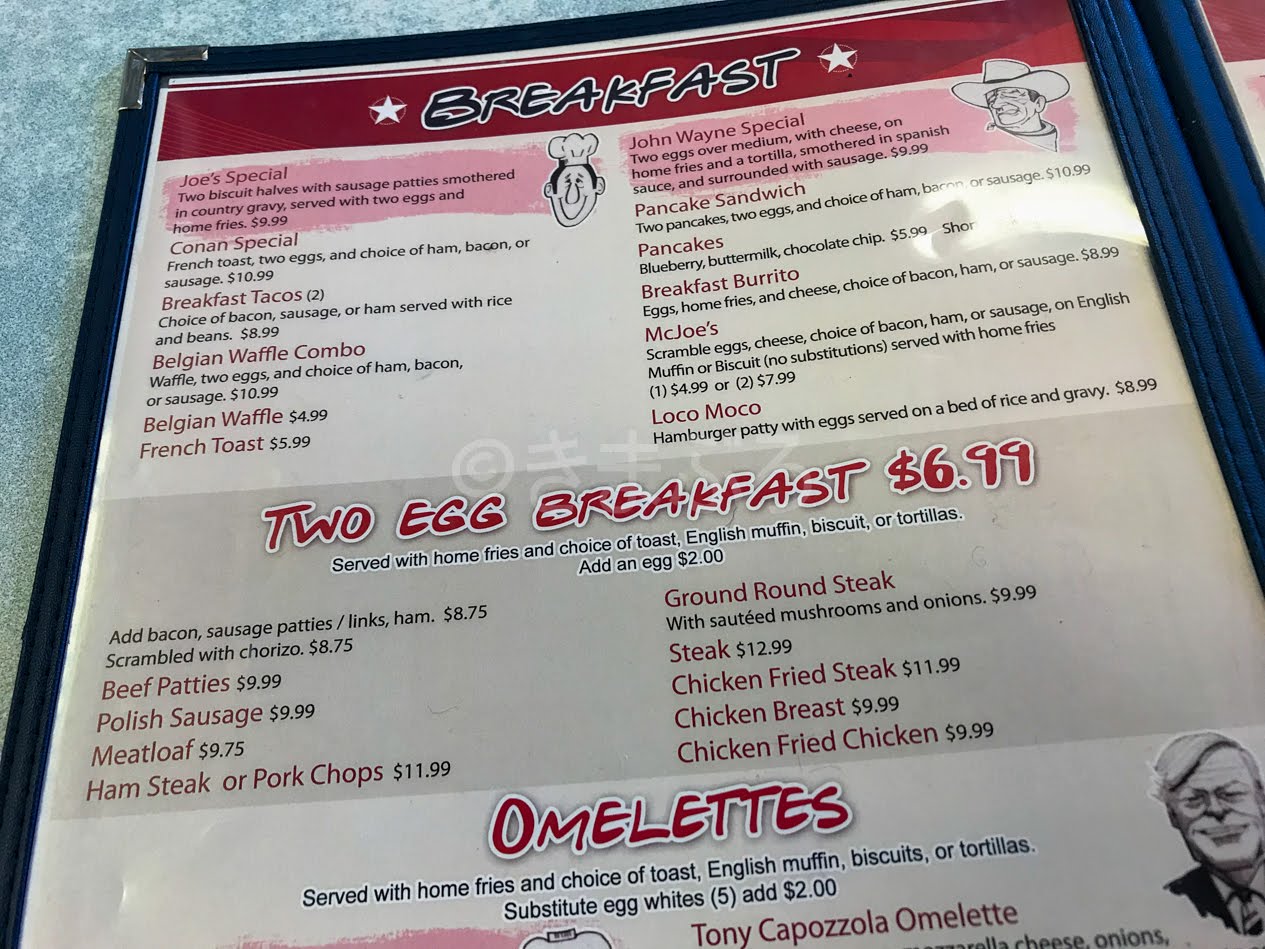 BREAKFAST
Joe's Special
Two biscuit halves with sausage patties smothered
in country gravy, served with two eggs and
home fries. $9.99
Conan Special
French toast, two eggs, and choice of ham, bacon, or
sausage. $10.99
Breakfast Tacos (2)
Choice of bacon, sausage, or ham served with rice
and beans. $8.99
Belgian Waffle Combo
Waffle, two eggs, and choice of ham, bacon,
or sausage. $10.99
Belgian Waffle $4.99
French Toast $5.99
John Wayne Special
Two eggs over medium, with cheese, on
home fries and a tortilla, smothered in spanish
sauce, and surrounded with sausage. $9.99
Pancake Sandwich
Two pancakes, two eggs, and choice of ham, bacon, or sausage. $10.99
Pancakes
Blueberry, buttermilk, chocolate chip. $5.99
Breakfast Burrito
Eggs, home fries, and cheese, choice of bacon, ham, or sausage. $8.99
McJoe's
Scramble eggs, cheese, choice of bacon, ham, or sausage, on English
Muffin or Biscuit (no substitutions) served with home fries
(1) $4.99 or (2) $7.99
Loco Moco
Hamburger patty with eggs served on a bed of rice and gravy. $8.99
©きまぐろ
TWO EGG BREAKFAST $6.99
Served with home fries and choice of toast, English muffin, biscuit, or tortillas.
Add an egg $2.00
Add bacon, sausage patties / links, ham. $8.75
Scrambled with chorizo. $8.75
Beef Patties $9.99
Polish Sausage $9.99
Meatloaf $9.75
Ham Steak or Pork Chops $11.99
Ground Round Steak
With sautéed mushrooms and onions. $9.99
Steak $12.99
Chicken Fried Steak $11.99
Chicken Breast $9.99
Chicken Fried Chicken $9.99
OMELETTES
Served with home fries and choice of toast, English muffin, biscuits, or tortillas.
Substitute egg whites (5) add $2.00
Tony Capozzola Omelette
cheese, onions,